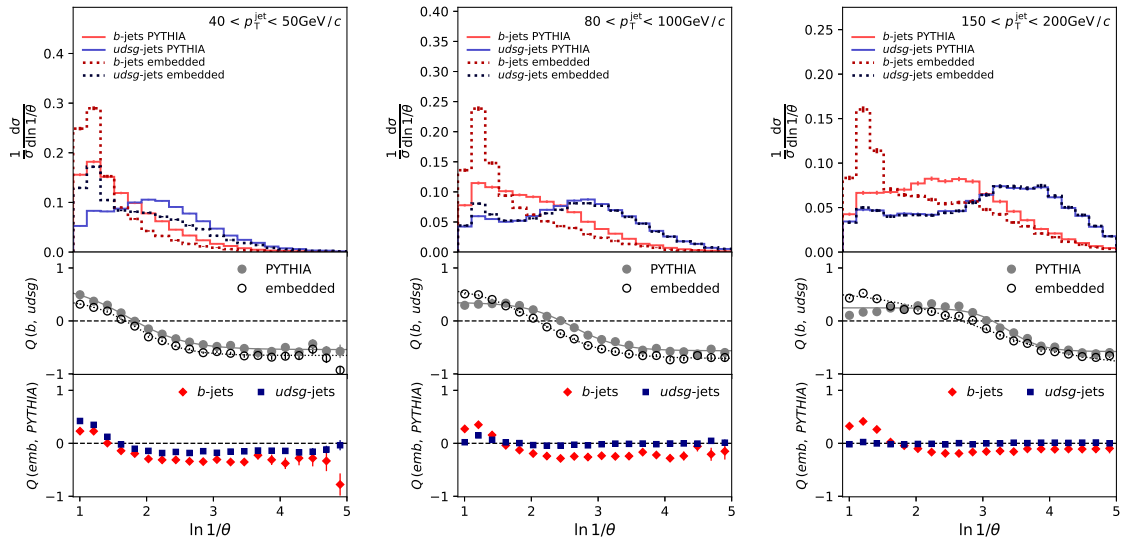 40 < p_T^jet < 50GeV/c
b-jets PYTHIA
udsg-jets PYTHIA
b-jets embedded
udsg-jets embedded
1/σ dσ/dln 1/θ
0.4
0.3
0.2
0.1
0.0
PYTHIA
embedded
Q (b, udsg)
1
0
−1
b-jets
udsg-jets
Q (emb, PYTHIA)
1
0
−1
1 2 3 4 5
ln 1/θ
80 < p_T^jet < 100GeV/c
b-jets PYTHIA
udsg-jets PYTHIA
b-jets embedded
udsg-jets embedded
1/σ dσ/dln 1/θ
0.40
0.35
0.30
0.25
0.20
0.15
0.10
0.05
0.00
PYTHIA
embedded
Q (b, udsg)
1
0
−1
b-jets
udsg-jets
Q (emb, PYTHIA)
1
0
−1
1 2 3 4 5
ln 1/θ
150 < p_T^jet < 200GeV/c
b-jets PYTHIA
udsg-jets PYTHIA
b-jets embedded
udsg-jets embedded
1/σ dσ/dln 1/θ
0.25
0.20
0.15
0.10
0.05
0.00
PYTHIA
embedded
Q (b, udsg)
1
0
−1
b-jets
udsg-jets
Q (emb, PYTHIA)
1
0
−1
1 2 3 4 5
ln 1/θ